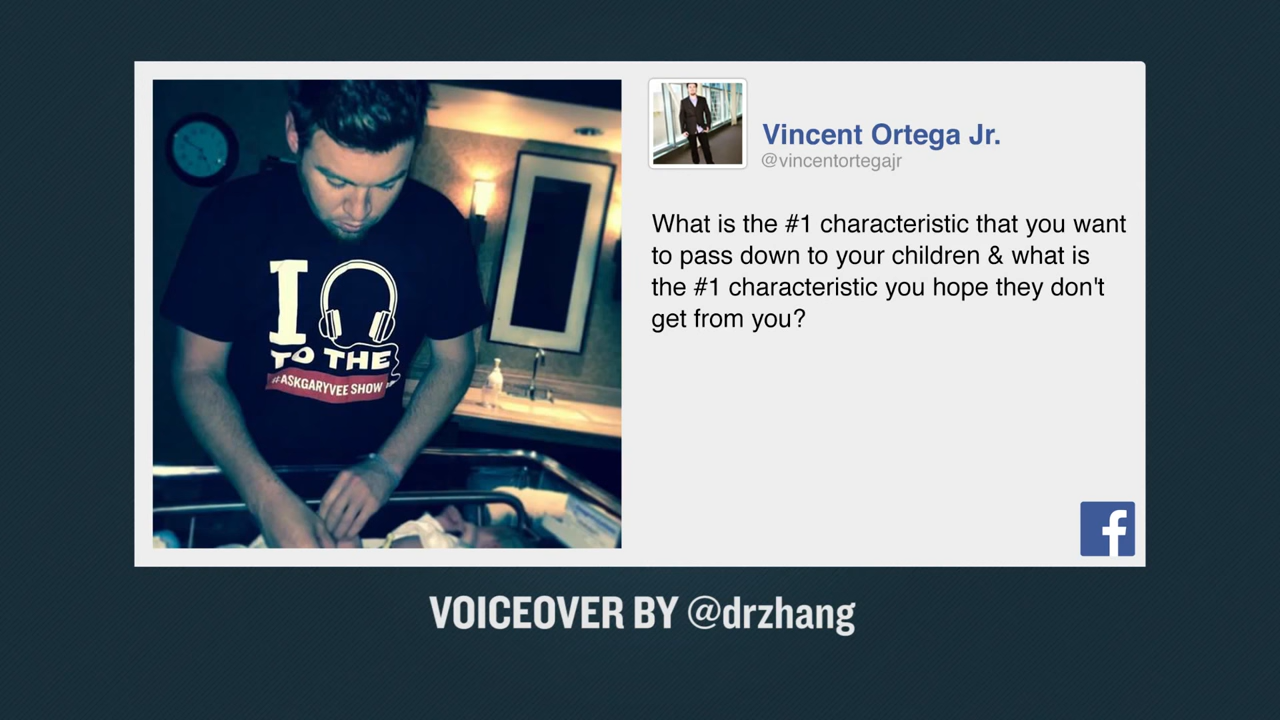 Vincent Ortega Jr.
@vincentortegajr
What is the #1 characteristic that you want
to pass down to your children & what is
the #1 characteristic you hope they don't
get from you?
I
TO THE
#ASKGARYVEE SHOW
f
VOICEOVER BY @drzhang